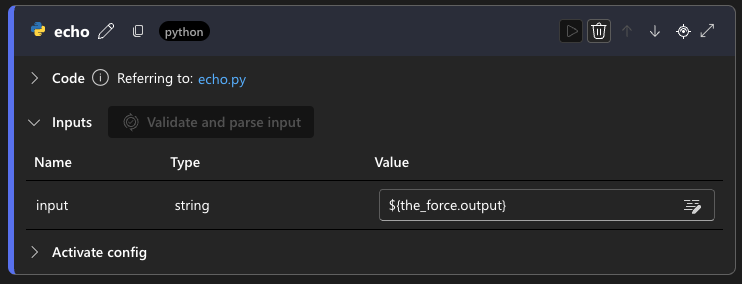 echo python
Code Referring to: echo.py
Inputs Validate and parse input
Name Type Value
input string ${the_force.output}
Activate config